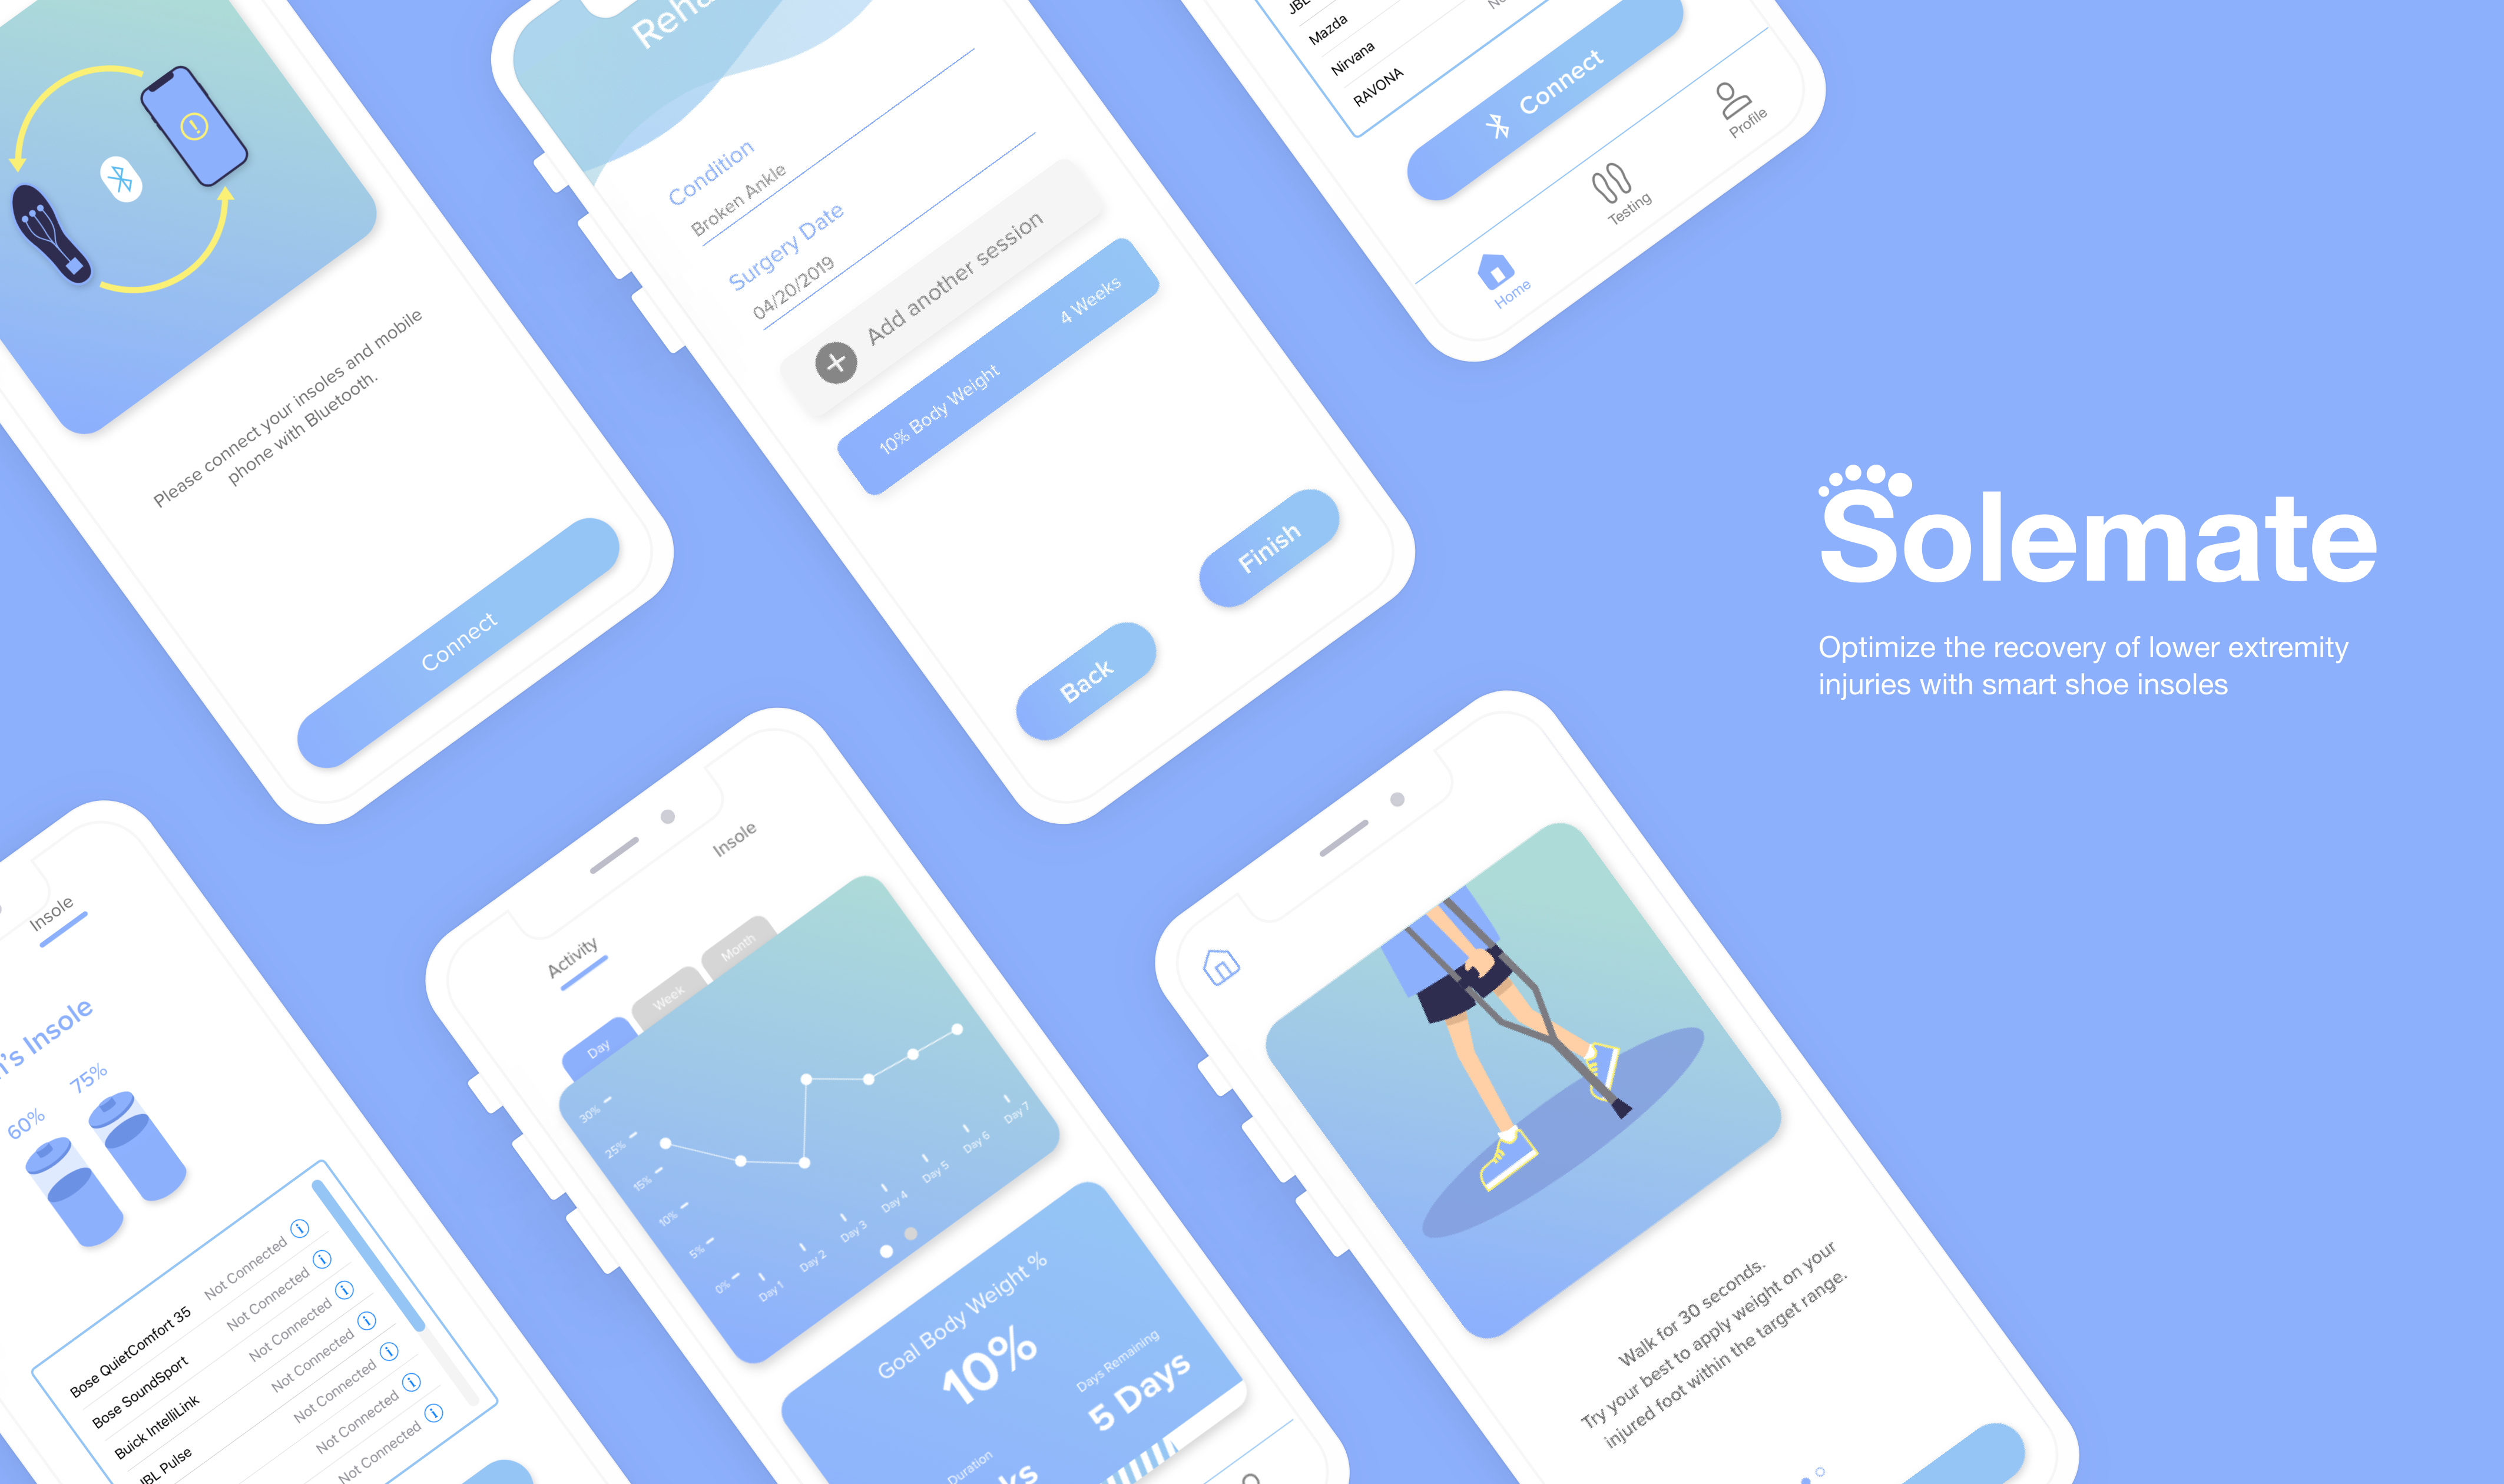 Please connect your insoles and mobile
phone with Bluetooth.
Connect
Condition
Broken Ankle
Surgery Date
04/20/2019
Add another session
10% Body Weight
4 Weeks
Back
Finish
Mazda
Nirvana
RAVONA
Connect
Home
Testing
Profile
Solemate
Optimize the recovery of lower extremity
injuries with smart shoe insoles
Insole
Insole
60%
75%
Bose QuietComfort 35 Not Connected
Bose SoundSport Not Connected
Buick IntelliLink Not Connected
JBL Pulse Not Connected
Not Connected
Not Connected
Not Connected
Activity
Insole
Day
Week
Month
30%
25%
15%
10%
5%
0%
Day 1
Day 2
Day 3
Day 4
Day 5
Day 6
Day 7
Goal Body Weight %
10%
Days Remaining
5 Days
Duration
Walk for 30 seconds.
Try your best to apply weight on your
injured foot within the target range.